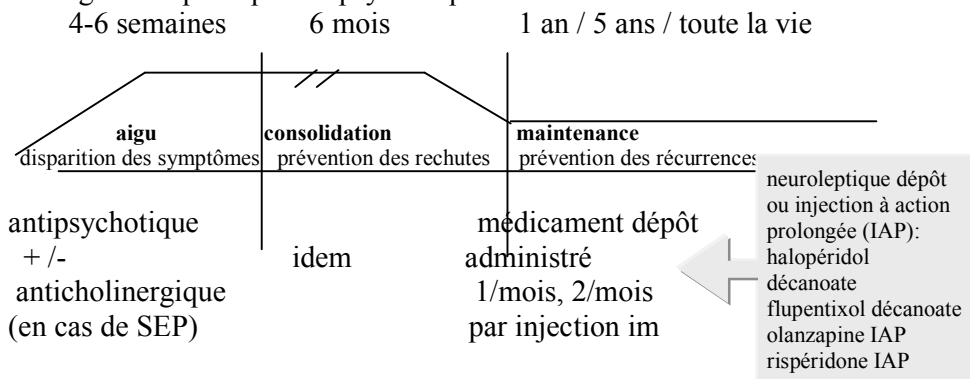 4-6 semaines 6 mois 1 an / 5 ans / toute la vie
aigu consolidation maintenance
disparition des symptômes prévention des rechutes prévention des récurrences
antipsychotique
+ /-
anticholinergique
(en cas de SEP)
idem
médicament dépôt
administré
1/mois, 2/mois
par injection im
neuroleptique dépôt
ou injection à action
prolongée (IAP):
halopéridol
décanoate
flupentixol décanoate
olanzapine IAP
rispéridone IAP